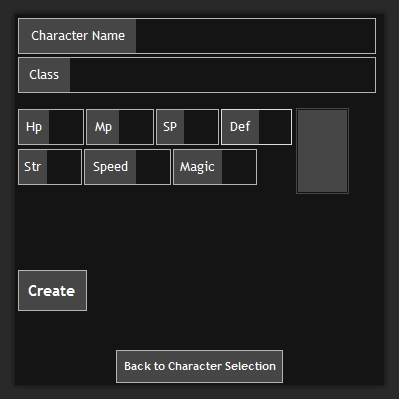 Character Name
Class
Hp Mp SP Def
Str Speed Magic
Create
Back to Character Selection